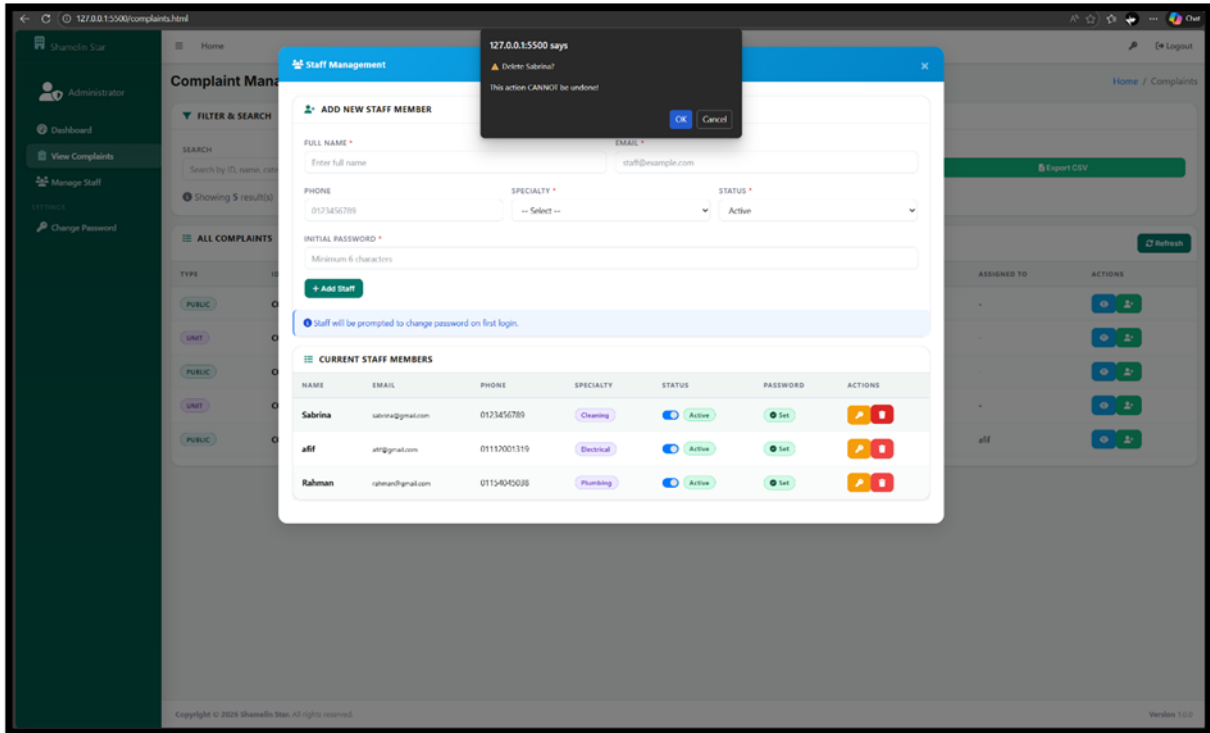 127.0.0.1:5500/complaints.html
Chat
Shamelin Star
Home
Logout
Administrator
Dashboard
View Complaints
Manage Staff
SETTINGS
Change Password
Complaint Mana
Home / Complaints
FILTER & SEARCH
SEARCH
Search by ID, name, cate
Showing 5 result(s)
Export CSV
ALL COMPLAINTS
Refresh
TYPE ID ASSIGNED TO ACTIONS
PUBLIC C -
UNIT C
PUBLIC C
UNIT C -
PUBLIC C afif
127.0.0.1:5500 says
Delete Sabrina?
This action CANNOT be undone!
OK Cancel
Staff Management ×
ADD NEW STAFF MEMBER
FULL NAME * EMAIL *
Enter full name staff@example.com
PHONE SPECIALTY * STATUS *
0123456789 -- Select -- Active
INITIAL PASSWORD *
Minimum 6 characters
+ Add Staff
Staff will be prompted to change password on first login.
CURRENT STAFF MEMBERS
NAME EMAIL PHONE SPECIALTY STATUS PASSWORD ACTIONS
Sabrina sabrina@gmail.com 0123456789 Cleaning Active Set
afif afif@gmail.com 01112001319 Electrical Active Set
Rahman rahman@gmail.com 01154045038 Plumbing Active Set
Copyright © 2026 Shamelin Star. All rights reserved.
Version 1.0.0